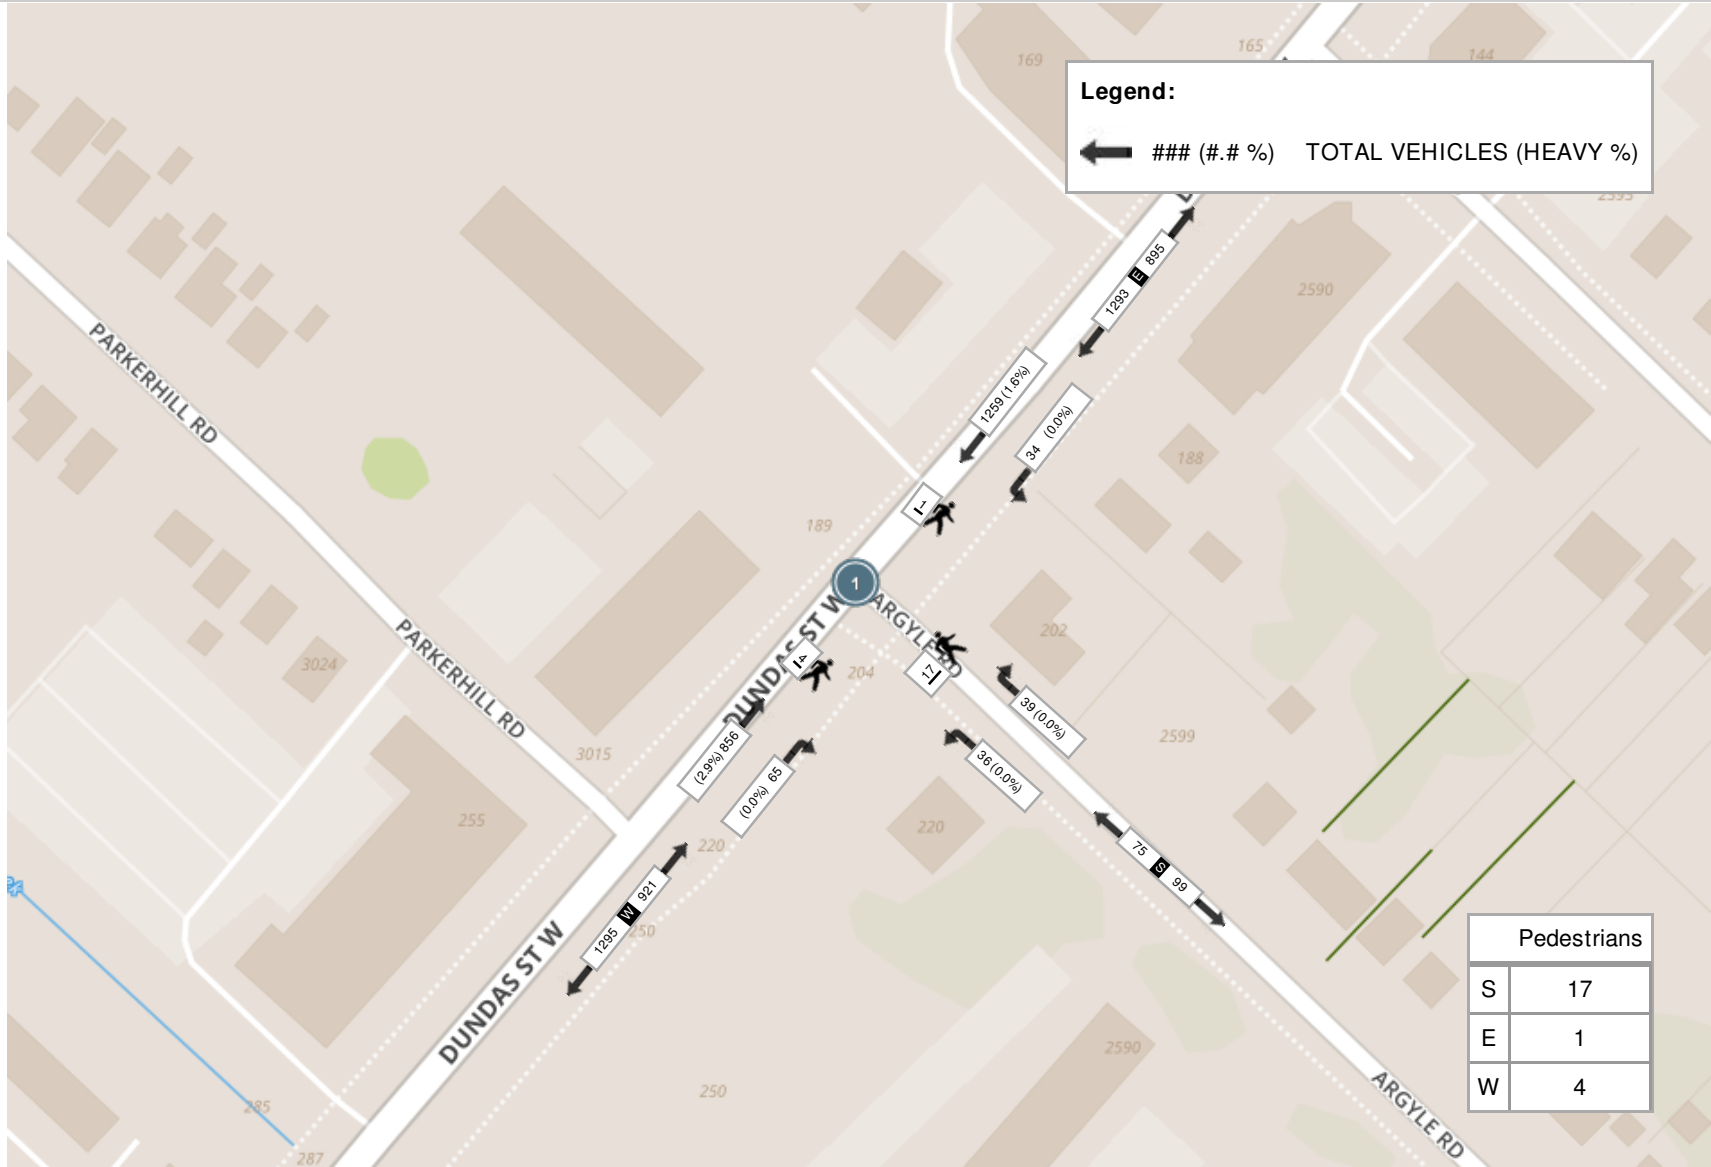 169
165
144
Legend:
### (#.# %) TOTAL VEHICLES (HEAVY %)
2595
1293 E 895
2590
PARKERHILL RD
1259 (1.6%)
34 (0.0%)
188
1
189
1
ARGYLE RD
DUNDAS ST W
202
17
4
204
PARKERHILL RD
3024
39 (0.0%)
36 (0.0%)
2599
3015
(2.9%) 856
(0.0%) 65
255
220
220
75 S 99
1295 W 921
250
DUNDAS ST W
Pedestrians
S 17
E 1
W 4
2590
250
285
ARGYLE RD
287